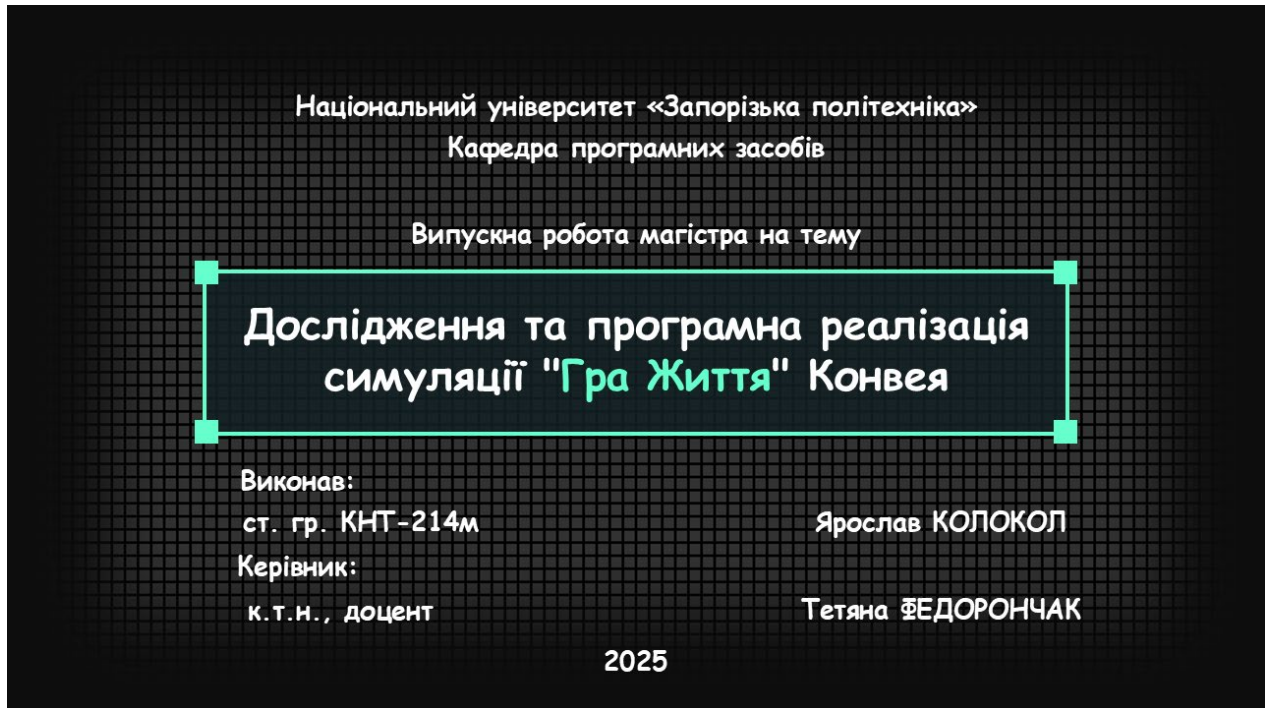 Національний університет «Запорізька політехніка»
Кафедра програмних засобів
Випускна робота магістра на тему
Дослідження та програмна реалізація
симуляції "Гра Життя" Конвея
Виконав:
ст. гр. КНТ-214м Ярослав КОЛОКОЛ
Керівник:
к.т.н., доцент Тетяна ФЕДОРОНЧАК
2025